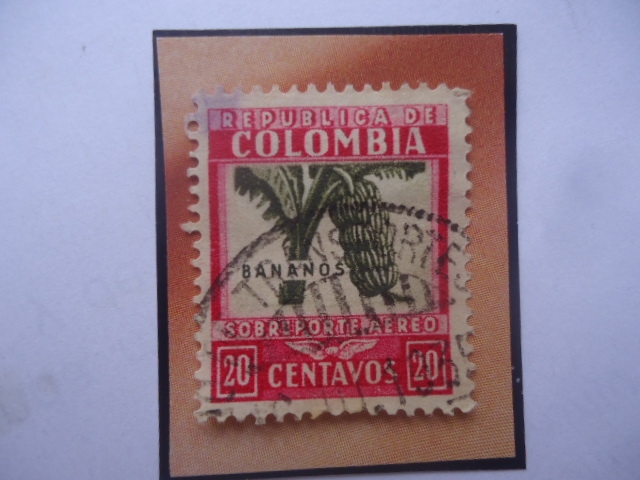 REPUBLICA DE
COLOMBIA
BANANOS
SOBREPORTE AEREO
20 CENTAVOS 20